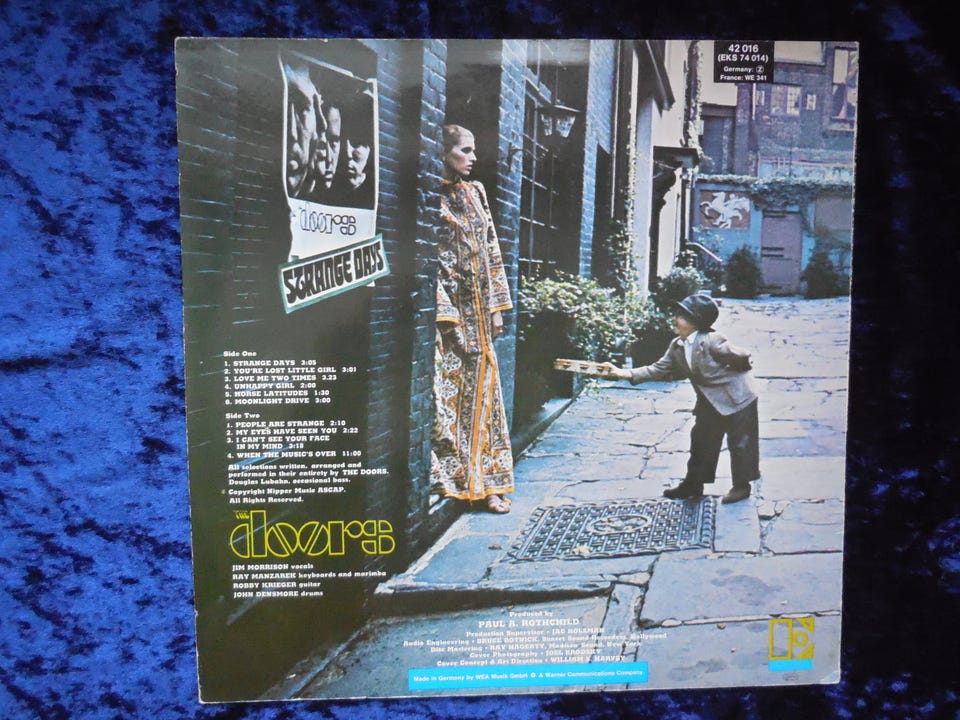 42 016
(EKS 74 014)
Germany: Z
France: WE 341
the doors
STRANGE DAYS
Side One
1. STRANGE DAYS 3:05
2. YOU'RE LOST LITTLE GIRL 3:01
3. LOVE ME TWO TIMES 3.23
4. UNHAPPY GIRL 2:00
5. HORSE LATITUDES 1:30
6. MOONLIGHT DRIVE 3:00
Side Two
1. PEOPLE ARE STRANGE 2:10
2. MY EYES HAVE SEEN YOU 2:22
3. I CAN'T SEE YOUR FACE
IN MY MIND 3:18
4. WHEN THE MUSIC'S OVER 11:00
All selections written, arranged and
performed in their entirety by THE DOORS.
Douglas Lubahn, occasional bass.
© Copyright Nipper Music ASCAP.
All Rights Reserved.
THE doors
JIM MORRISON vocals
RAY MANZAREK keyboards and marimba
ROBBY KRIEGER guitar
JOHN DENSMORE drums
Produced by
PAUL A. ROTHCHILD
Production Supervisor • JAC HOLZMAN
Audio Engineering • BRUCE BOTNICK, Sunset Sound Recorders, Hollywood
Disc Mastering • RAY HAGERTY, Madison Sound, New York
Cover Photography • JOEL BRODSKY
Cover Concept & Art Direction • WILLIAM S. HARVEY
Made in Germany by WEA Musik GmbH A Warner Communications Company